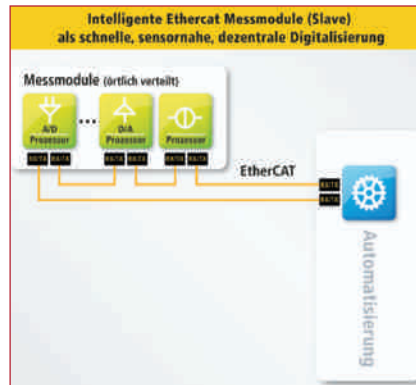 Intelligente Ethercat Messmodule (Slave)
als schnelle, sensornahe, dezentrale Digitalisierung
Messmodule (örtlich verteilt)
A/D
Prozessor
...
D/A
Prozessor
Prozessor
EtherCAT
Automatisierung